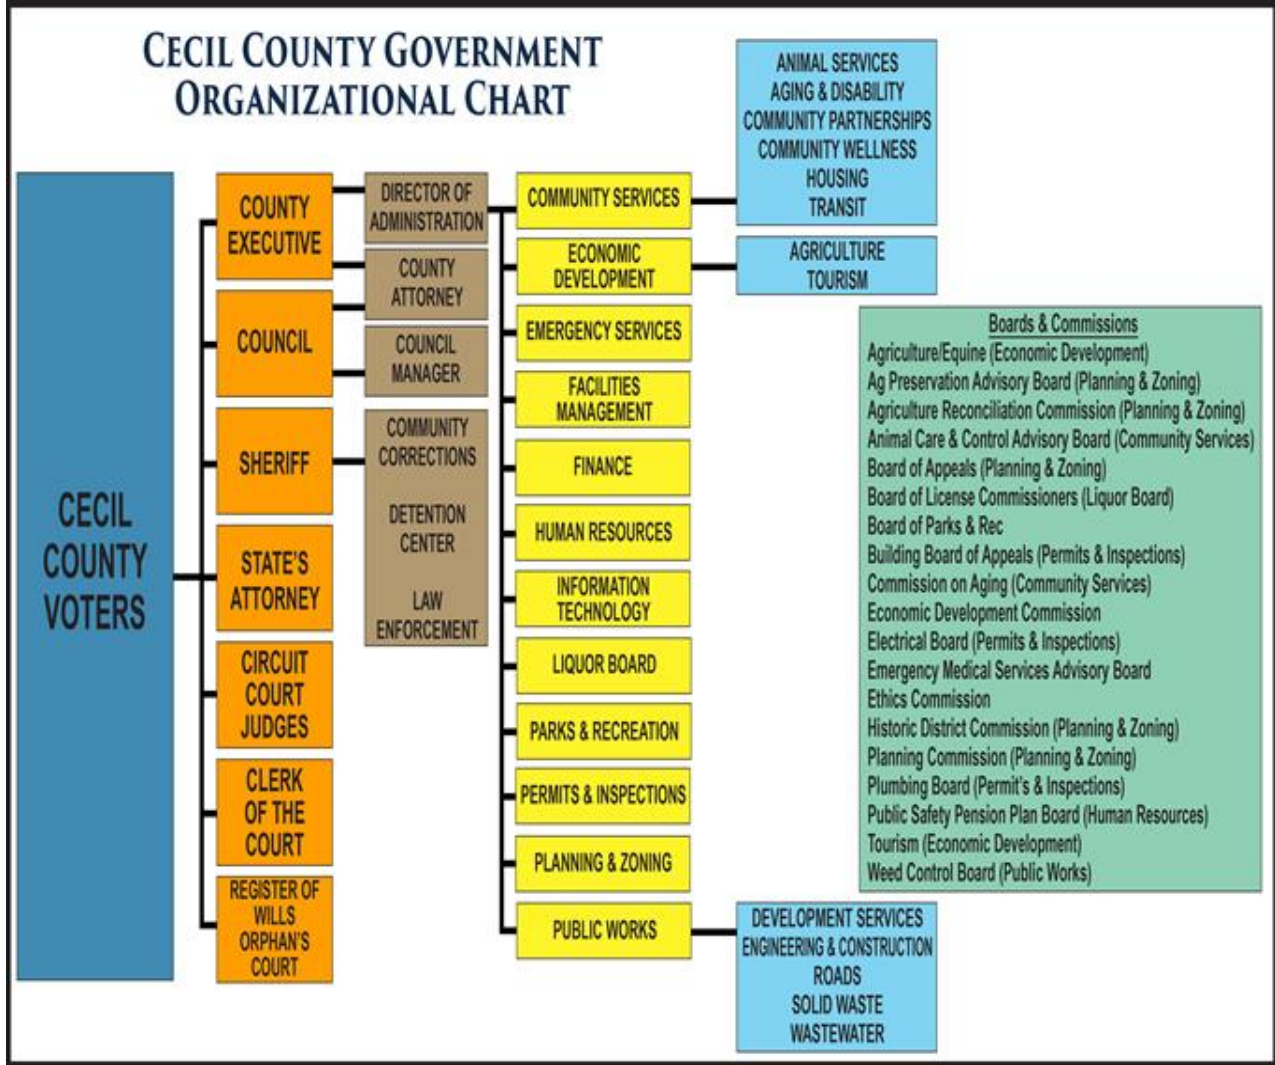 CECIL COUNTY GOVERNMENT
ORGANIZATIONAL CHART
CECIL
COUNTY
VOTERS
COUNTY
EXECUTIVE
COUNCIL
SHERIFF
STATE'S
ATTORNEY
CIRCUIT
COURT
JUDGES
CLERK
OF THE
COURT
REGISTER OF
WILLS
ORPHAN'S
COURT
DIRECTOR OF
ADMINISTRATION
COUNTY
ATTORNEY
COUNCIL
MANAGER
COMMUNITY
CORRECTIONS
DETENTION
CENTER
LAW
ENFORCEMENT
COMMUNITY SERVICES
ECONOMIC
DEVELOPMENT
EMERGENCY SERVICES
FACILITIES
MANAGEMENT
FINANCE
HUMAN RESOURCES
INFORMATION
TECHNOLOGY
LIQUOR BOARD
PARKS & RECREATION
PERMITS & INSPECTIONS
PLANNING & ZONING
PUBLIC WORKS
ANIMAL SERVICES
AGING & DISABILITY
COMMUNITY PARTNERSHIPS
COMMUNITY WELLNESS
HOUSING
TRANSIT
AGRICULTURE
TOURISM
Boards & Commissions
Agriculture/Equine (Economic Development)
Ag Preservation Advisory Board (Planning & Zoning)
Agriculture Reconciliation Commission (Planning & Zoning)
Animal Care & Control Advisory Board (Community Services)
Board of Appeals (Planning & Zoning)
Board of License Commissioners (Liquor Board)
Board of Parks & Rec
Building Board of Appeals (Permits & Inspections)
Commission on Aging (Community Services)
Economic Development Commission
Electrical Board (Permits & Inspections)
Emergency Medical Services Advisory Board
Ethics Commission
Historic District Commission (Planning & Zoning)
Planning Commission (Planning & Zoning)
Plumbing Board (Permit's & Inspections)
Public Safety Pension Plan Board (Human Resources)
Tourism (Economic Development)
Weed Control Board (Public Works)
DEVELOPMENT SERVICES
ENGINEERING & CONSTRUCTION
ROADS
SOLID WASTE
WASTEWATER